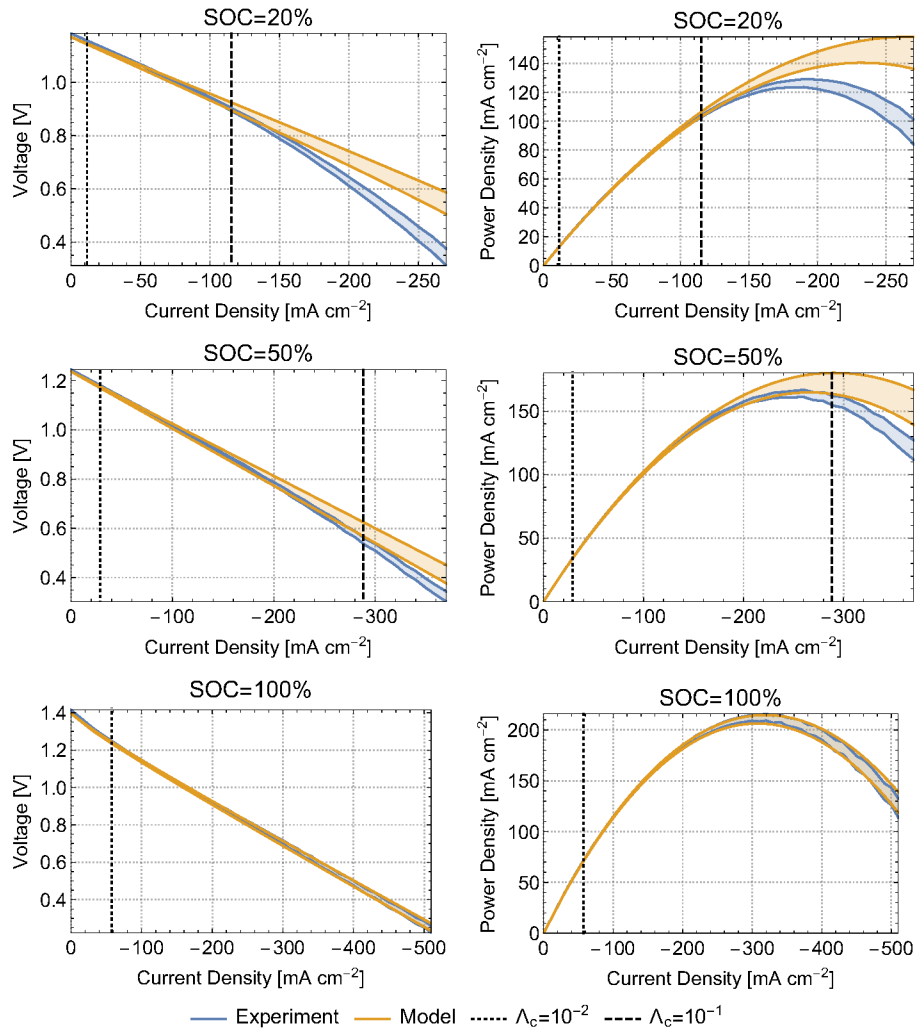 SOC=20%
Voltage [V]
1.0
0.8
0.6
0.4
0 −50 −100 −150 −200 −250
Current Density [mA cm−2]
SOC=20%
Power Density [mA cm−2]
140
120
100
80
60
40
20
0
0 −50 −100 −150 −200 −250
Current Density [mA cm−2]
SOC=50%
Voltage [V]
1.2
1.0
0.8
0.6
0.4
0 −100 −200 −300
Current Density [mA cm−2]
SOC=50%
Power Density [mA cm−2]
150
100
50
0
0 −100 −200 −300
Current Density [mA cm−2]
SOC=100%
Voltage [V]
1.4
1.2
1.0
0.8
0.6
0.4
0 −100 −200 −300 −400 −500
Current Density [mA cm−2]
SOC=100%
Power Density [mA cm−2]
200
150
100
50
0
0 −100 −200 −300 −400 −500
Current Density [mA cm−2]
Experiment Model Λc=10−2 Λc=10−1